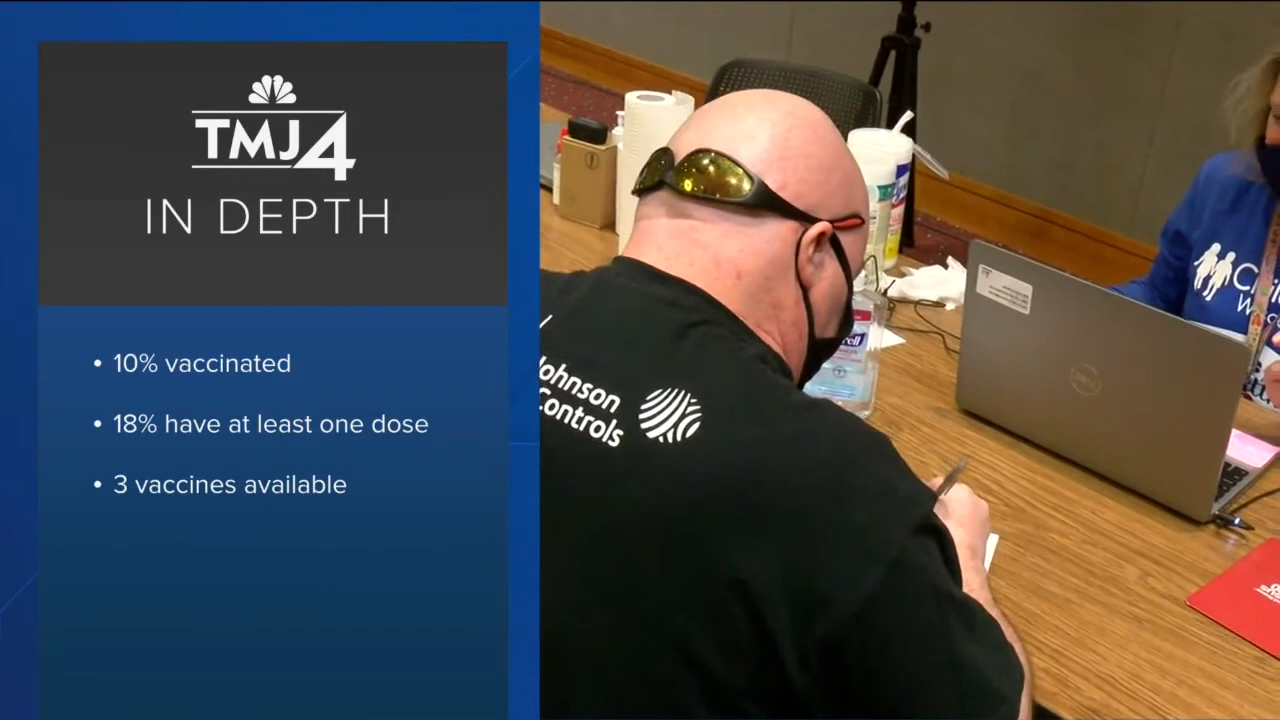 TMJ4
IN DEPTH
• 10% vaccinated
• 18% have at least one dose
• 3 vaccines available
Johnson
Controls
DELL